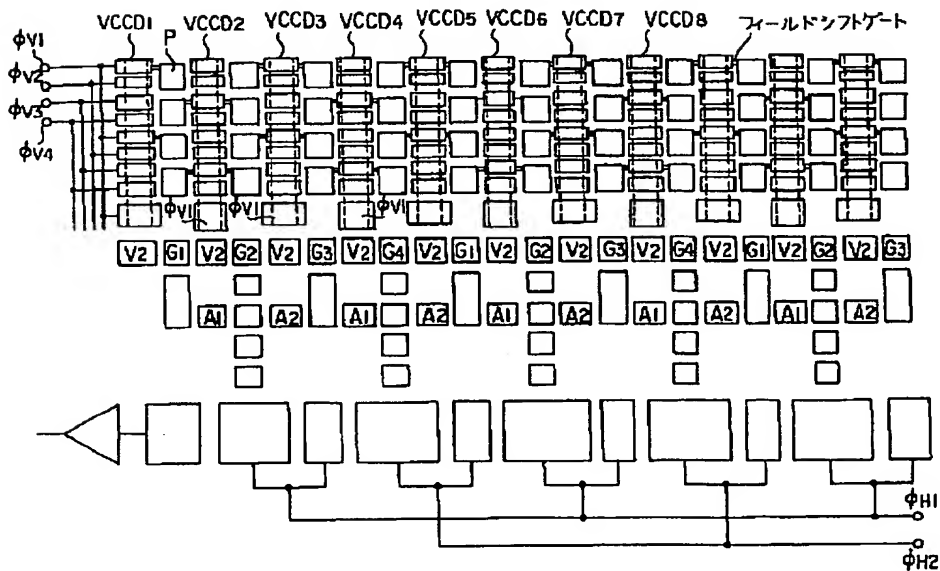 VCCD1 VCCD2 VCCD3 VCCD4 VCCD5 VCCD6 VCCD7 VCCD8 フィールドシフトゲート
φV1 P
φV2
φV3
φV4
φV1 φV1 φV1
V2 G1 V2 G2 V2 G3 V2 G4 V2 G1 V2 G2 V2 G3 V2 G4 V2 G1 V2 G2 V2 G3
A1 A2 A1 A2 A1 A2 A1 A2 A1 A2
φH1
φH2